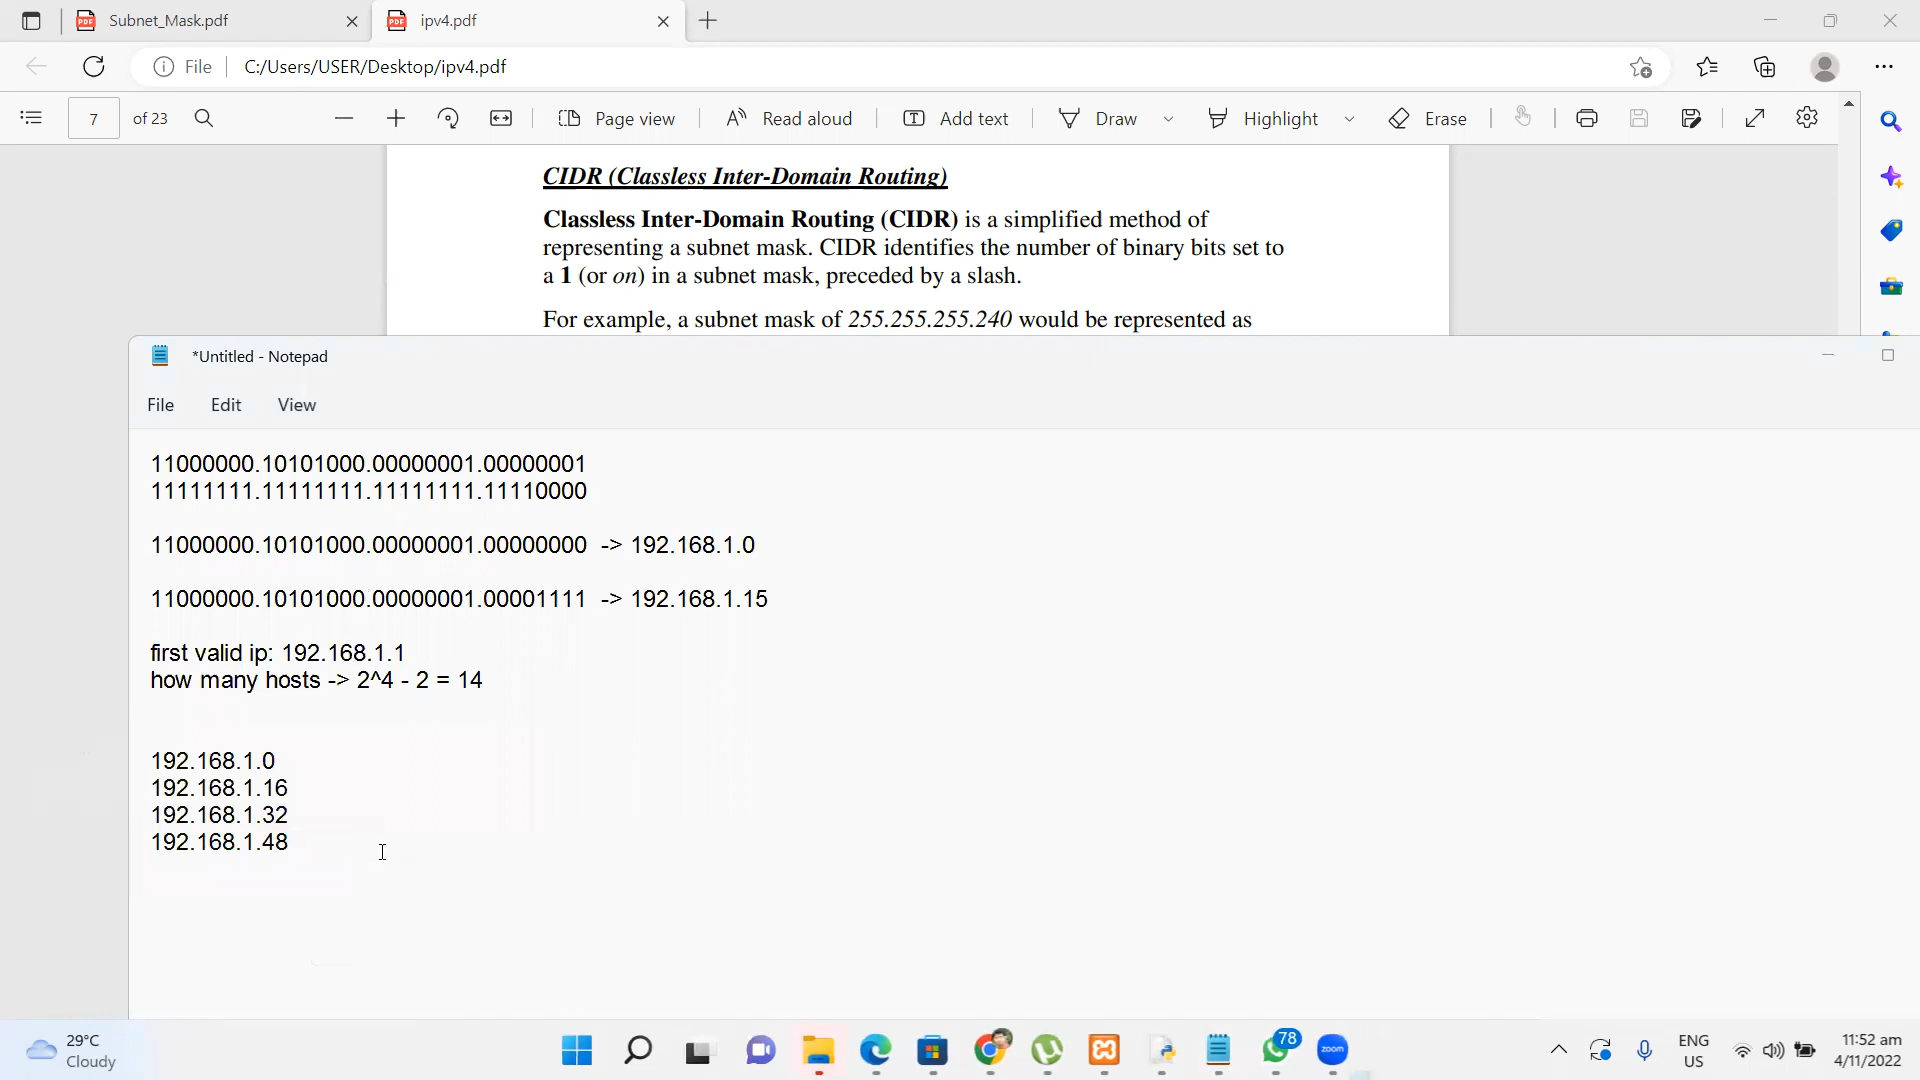 Subnet_Mask.pdf
ipv4.pdf
File
C:/Users/USER/Desktop/ipv4.pdf
7
of 23
Page view
Read aloud
Add text
Draw
Highlight
Erase
CIDR (Classless Inter-Domain Routing)
Classless Inter-Domain Routing (CIDR) is a simplified method of
representing a subnet mask. CIDR identifies the number of binary bits set to
a 1 (or on) in a subnet mask, preceded by a slash.
For example, a subnet mask of 255.255.255.240 would be represented as
*Untitled - Notepad
File
Edit
View
11000000.10101000.00000001.00000001
11111111.11111111.11111111.11110000
11000000.10101000.00000001.00000000 -> 192.168.1.0
11000000.10101000.00000001.00001111 -> 192.168.1.15
first valid ip: 192.168.1.1
how many hosts -> 2^4 - 2 = 14
192.168.1.0
192.168.1.16
192.168.1.32
192.168.1.48
29°C
Cloudy
78
zoom
ENG
US
11:52 am
4/11/2022